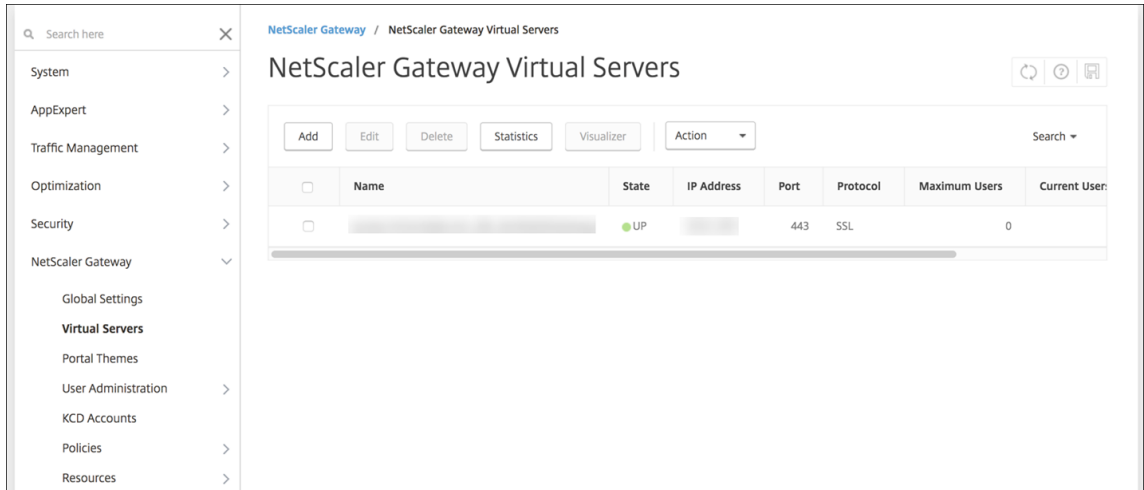 Search here
System
AppExpert
Traffic Management
Optimization
Security
NetScaler Gateway
Global Settings
Virtual Servers
Portal Themes
User Administration
KCD Accounts
Policies
Resources
NetScaler Gateway / NetScaler Gateway Virtual Servers
NetScaler Gateway Virtual Servers
Add Edit Delete Statistics Visualizer Action Search
Name State IP Address Port Protocol Maximum Users Current Users
UP 443 SSL 0